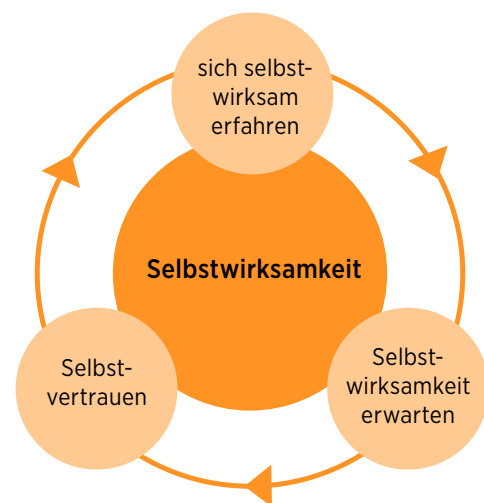 sich selbst-
wirksam
erfahren
Selbstwirksamkeit
Selbst-
vertrauen
Selbst-
wirksamkeit
erwarten